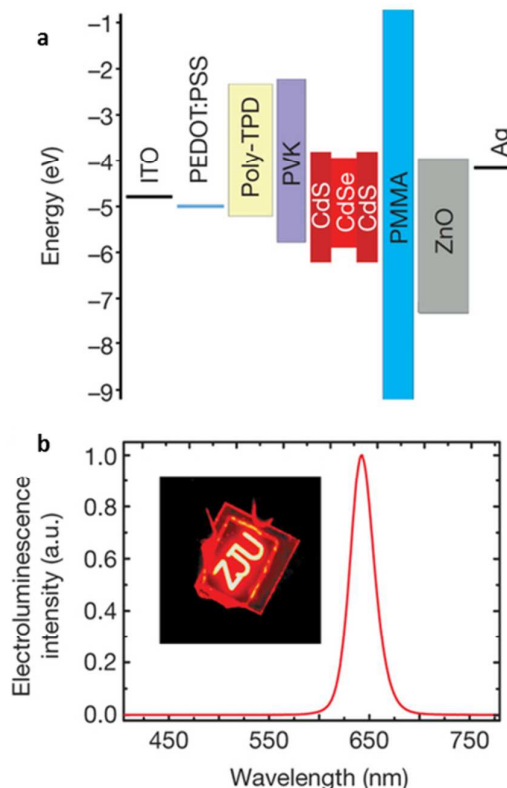 a
Energy (eV)
−1
−2
−3
−4
−5
−6
−7
−8
−9
ITO
PEDOT:PSS
Poly-TPD
PVK
CdS
CdSe
CdS
PMMA
ZnO
Ag
b
Electroluminescence
intensity (a.u.)
1.0
0.8
0.6
0.4
0.2
0.0
ZJU
450
550
650
750
Wavelength (nm)